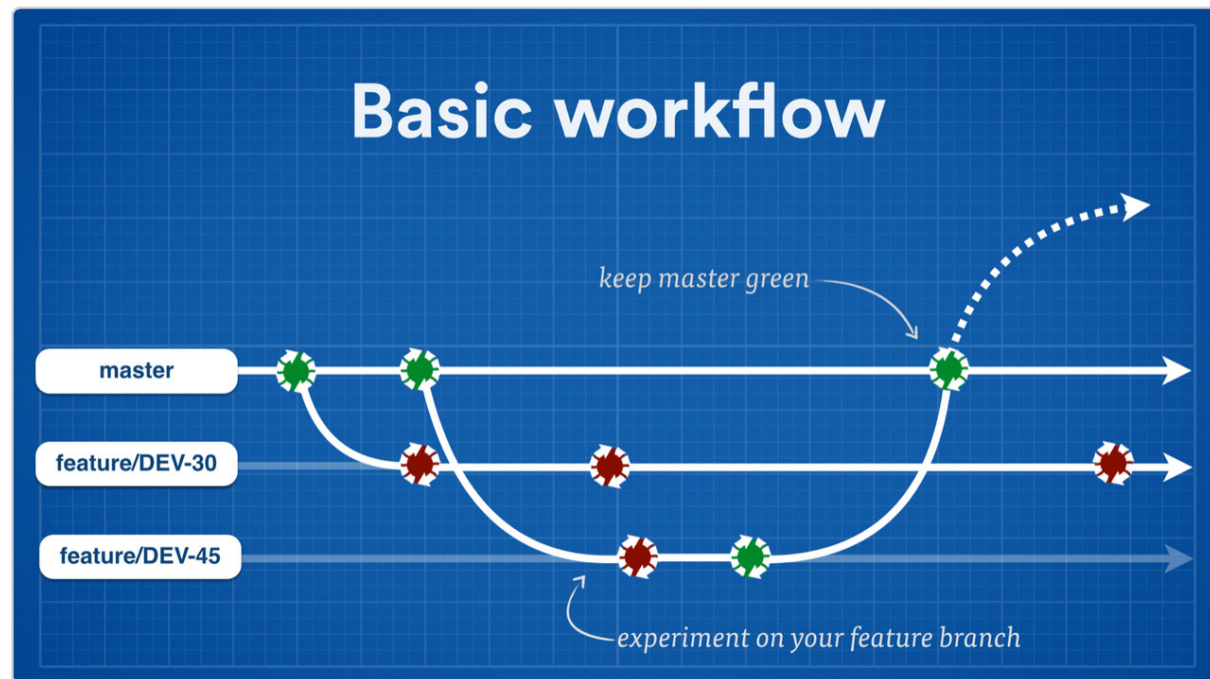 Basic workflow
keep master green
master
feature/DEV-30
feature/DEV-45
experiment on your feature branch